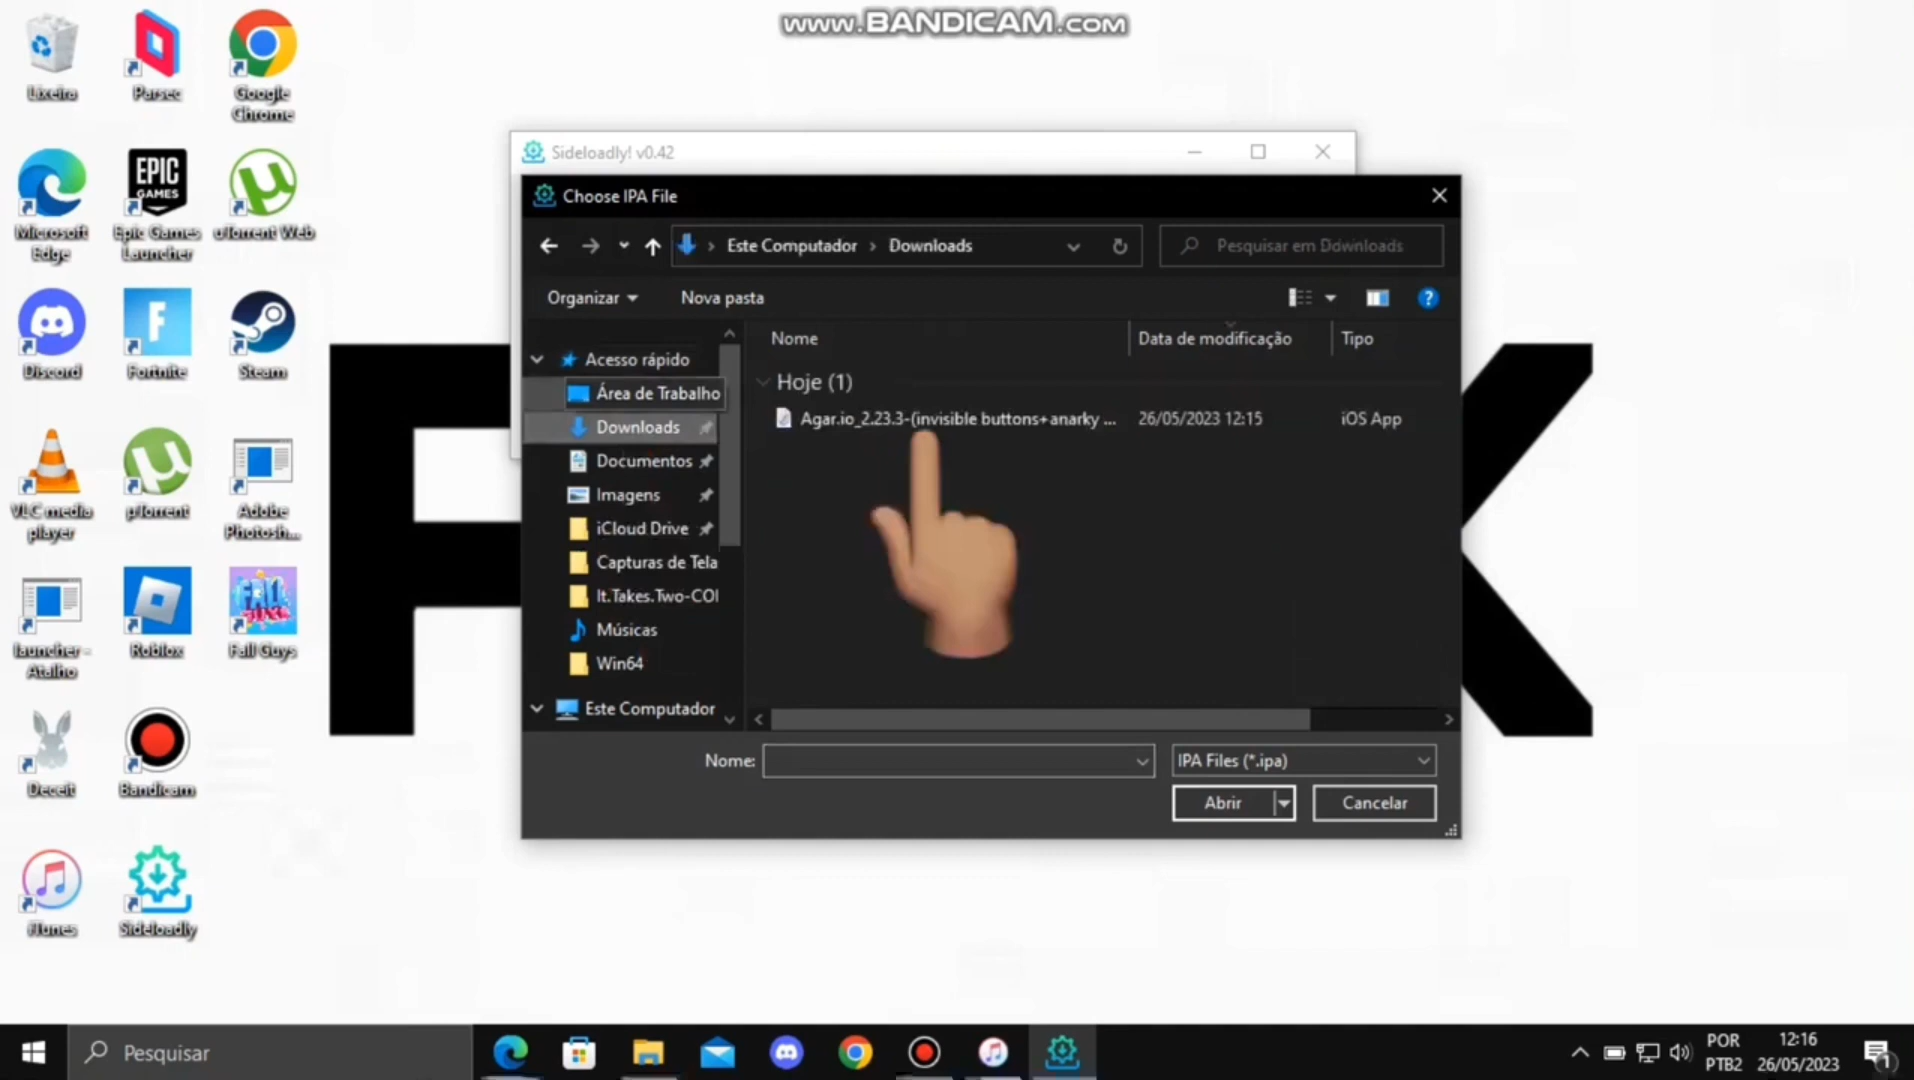 www.BANDICAM.com
Lixeira
Parsec
Google
Chrome
Microsoft
Edge
EPIC
GAMES
Epic Games
Launcher
uTorrent Web
Discord
Fortnite
Steam
VLC media
player
µTorrent
Adobe
Photosh...
launcher -
Atalho
Roblox
FALL
GUYS
Fall Guys
Deceit
Bandicam
iTunes
Sideloadly
Sideloadly! v0.42
Choose IPA File
Este Computador > Downloads
Pesquisar em Downloads
Organizar
Nova pasta
Acesso rápido
Área de Trabalho
Downloads
Documentos
Imagens
iCloud Drive
Capturas de Tela
It.Takes.Two-COI
Músicas
Win64
Este Computador
Nome
Data de modificação
Tipo
Hoje (1)
Agar.io_2.23.3-(invisible buttons+anarky ...
26/05/2023 12:15
iOS App
Nome:
IPA Files (*.ipa)
Abrir
Cancelar
Pesquisar
POR
PTB2
12:16
26/05/2023
1